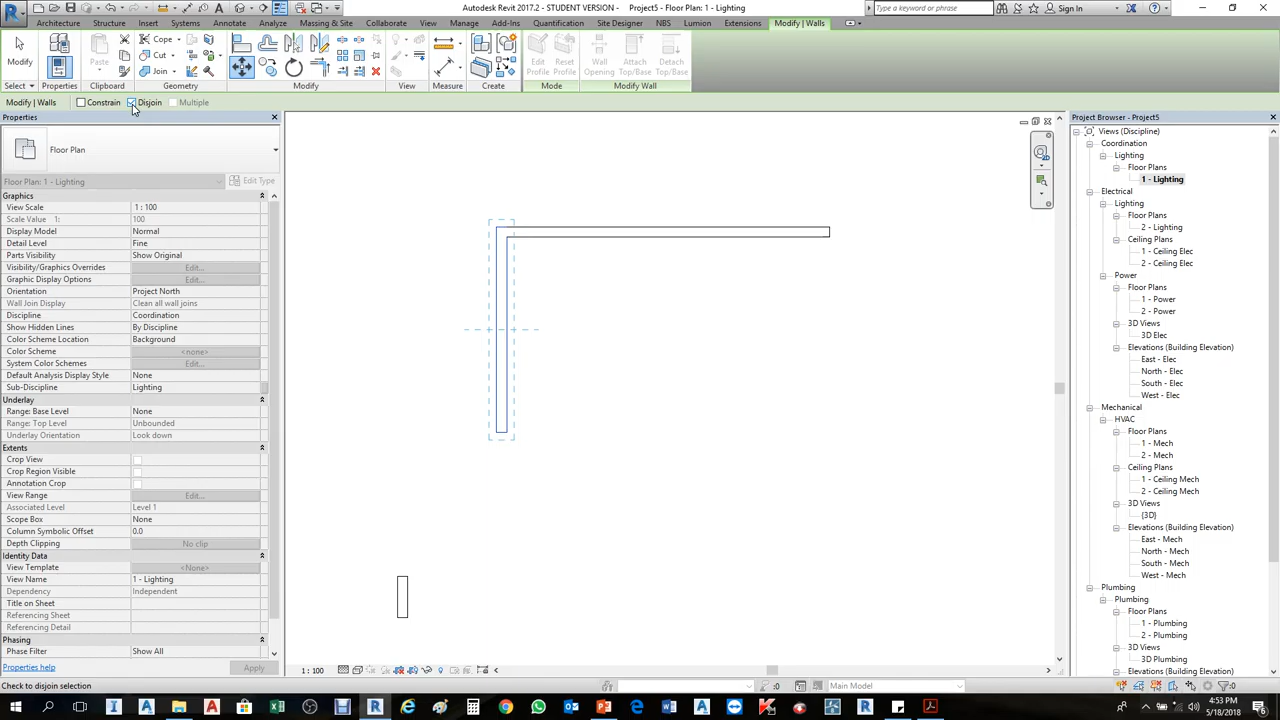 Autodesk Revit 2017.2 - STUDENT VERSION -    Project5 - Floor Plan: 1 - Lighting
Type a keyword or phrase
Sign In
Architecture Structure Insert Systems Annotate Analyze Massing & Site Collaborate View Manage Add-Ins Quantification Site Designer NBS Lumion Extensions Modify | Walls
Modify
Paste
Cope
Cut
Join
Edit Profile
Reset Profile
Wall Opening
Attach Top/Base
Detach Top/Base
Select Properties Clipboard Geometry Modify View Measure Create Mode Modify Wall
Modify | Walls Constrain Disjoin Multiple
Properties
Floor Plan
Floor Plan: 1 - Lighting Edit Type
Graphics
View Scale 1 : 100
Scale Value 1: 100
Display Model Normal
Detail Level Fine
Parts Visibility Show Original
Visibility/Graphics Overrides Edit...
Graphic Display Options Edit...
Orientation Project North
Wall Join Display Clean all wall joins
Discipline Coordination
Show Hidden Lines By Discipline
Color Scheme Location Background
Color Scheme <none>
System Color Schemes Edit...
Default Analysis Display Style None
Sub-Discipline Lighting
Underlay
Range: Base Level None
Range: Top Level Unbounded
Underlay Orientation Look down
Extents
Crop View
Crop Region Visible
Annotation Crop
View Range Edit...
Associated Level Level 1
Scope Box None
Column Symbolic Offset 0.0
Depth Clipping No clip
Identity Data
View Template <None>
View Name 1 - Lighting
Dependency Independent
Title on Sheet
Referencing Sheet
Referencing Detail
Phasing
Phase Filter Show All
Properties help Apply
Check to disjoin selection
1 : 100
:0
Main Model
:0
Project Browser - Project5
Views (Discipline)
Coordination
Lighting
Floor Plans
1 - Lighting
Electrical
Lighting
Floor Plans
2 - Lighting
Ceiling Plans
1 - Ceiling Elec
2 - Ceiling Elec
Power
Floor Plans
1 - Power
2 - Power
3D Views
3D Elec
Elevations (Building Elevation)
East - Elec
North - Elec
South - Elec
West - Elec
Mechanical
HVAC
Floor Plans
1 - Mech
2 - Mech
Ceiling Plans
1 - Ceiling Mech
2 - Ceiling Mech
3D Views
{3D}
Elevations (Building Elevation)
East - Mech
North - Mech
South - Mech
West - Mech
Plumbing
Plumbing
Floor Plans
1 - Plumbing
2 - Plumbing
3D Views
3D Plumbing
Elevations (Building Elevation)
4:53 PM
5/18/2018